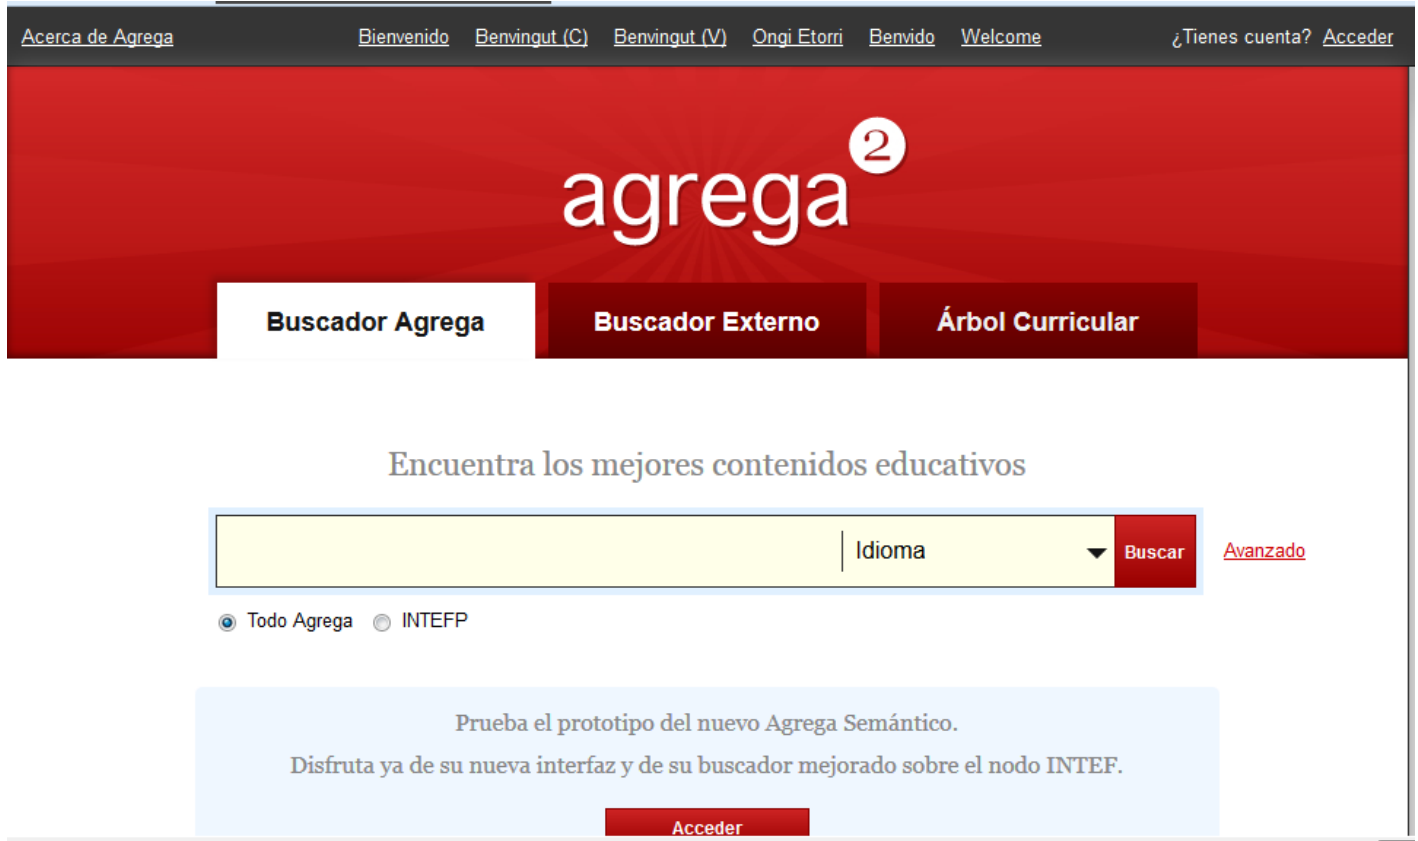 Acerca de Agrega Bienvenido Benvingut (C) Benvingut (V) Ongi Etorri Benvido Welcome ¿Tienes cuenta? Acceder
agrega 2
Buscador Agrega Buscador Externo Árbol Curricular
Encuentra los mejores contenidos educativos
Idioma Buscar Avanzado
Todo Agrega INTEFP
Prueba el prototipo del nuevo Agrega Semántico.
Disfruta ya de su nueva interfaz y de su buscador mejorado sobre el nodo INTEF.
Acceder